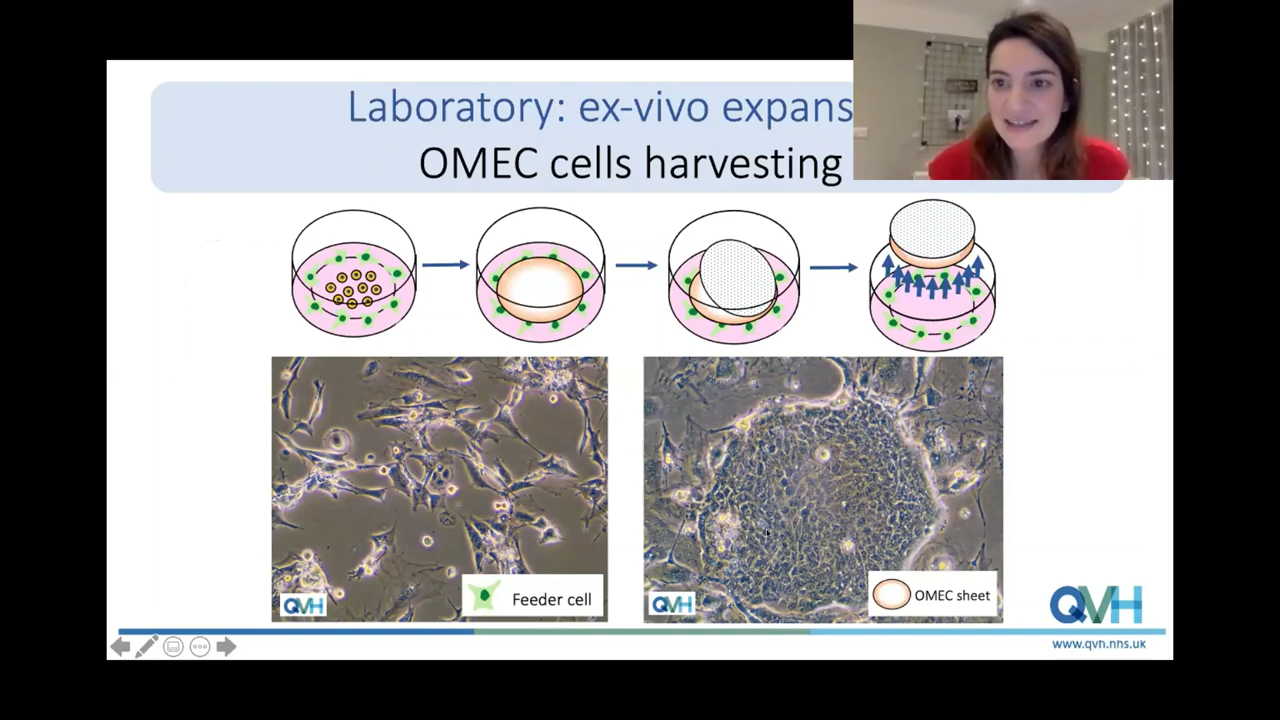 Laboratory: ex-vivo expans
OMEC cells harvesting
Feeder cell
OMEC sheet
QVH
QVH
QVH
www.qvh.nhs.uk